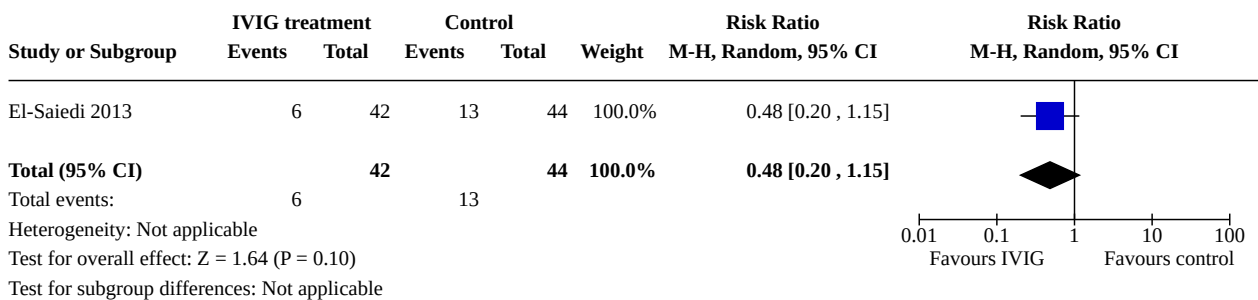 IVIG treatment Control Risk Ratio Risk Ratio
Study or Subgroup Events Total Events Total Weight M-H, Random, 95% CI M-H, Random, 95% CI
El-Saiedi 2013 6 42 13 44 100.0% 0.48 [0.20 , 1.15]
Total (95% CI) 42 44 100.0% 0.48 [0.20 , 1.15]
Total events: 6 13
Heterogeneity: Not applicable
0.01 0.1 1 10 100
Test for overall effect: Z = 1.64 (P = 0.10) Favours IVIG Favours control
Test for subgroup differences: Not applicable